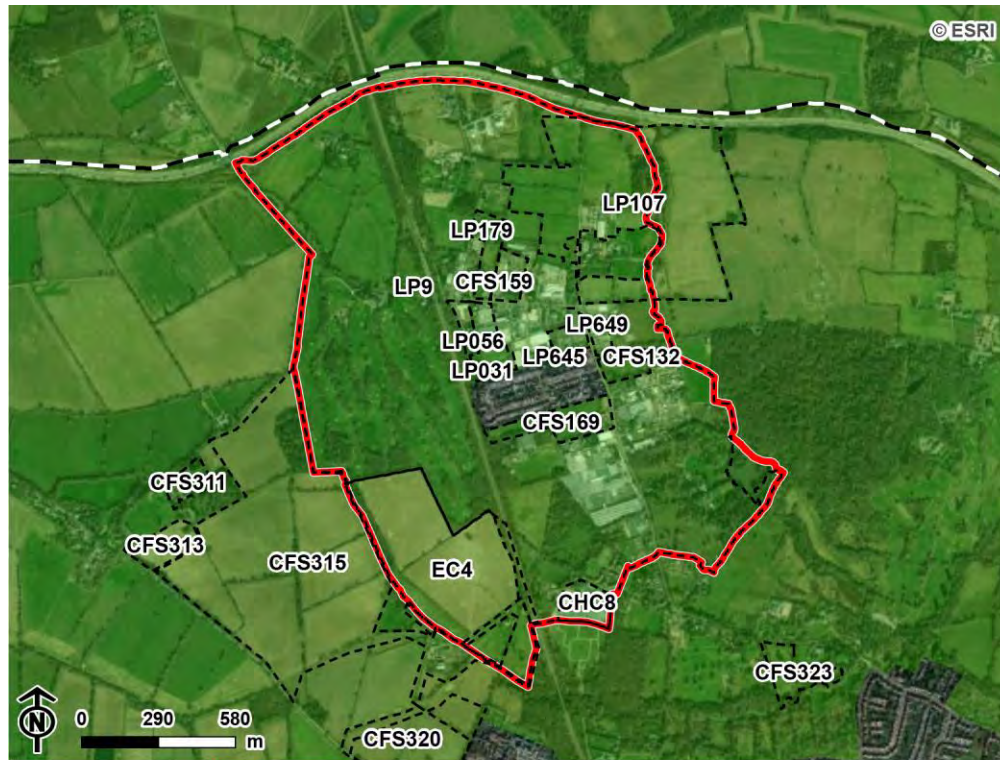 © ESRI
LP107
LP179
CFS159
LP9
LP649
LP056
LP645
CFS132
LP031
CFS169
CFS311
CFS313
CFS315
EC4
CHC8
CFS323
CFS320
N
0 290 580
m